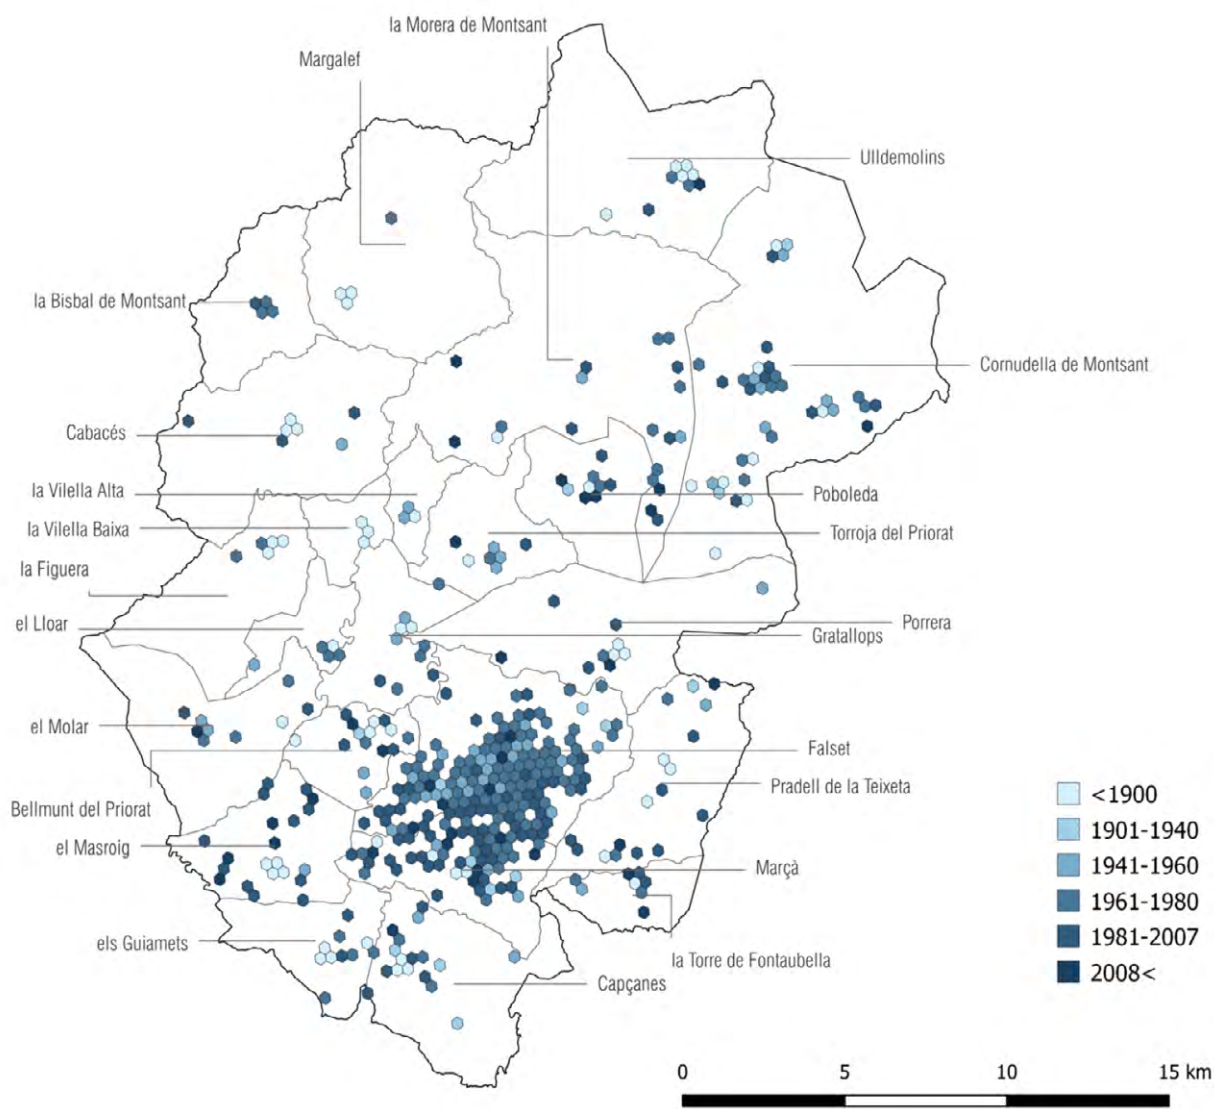 la Morera de Montsant
Margalef
Ulldemolins
la Bisbal de Montsant
Cornudella de Montsant
Cabacés
la Vilella Alta
Poboleda
la Vilella Baixa
Torroja del Priorat
la Figuera
el Lloar
Porrera
Gratallops
el Molar
Falset
Pradell de la Teixeta
Bellmunt del Priorat
el Masroig
Marçà
els Guiamets
la Torre de Fontaubella
Capçanes
<1900
1901-1940
1941-1960
1961-1980
1981-2007
2008<
0 5 10 15 km